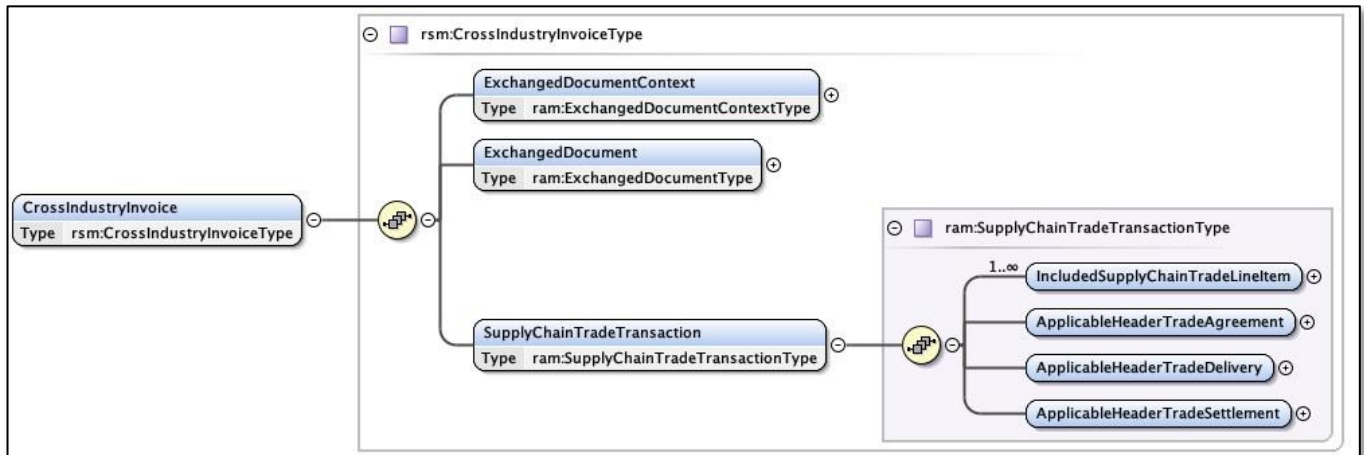 rsm:CrossIndustryInvoiceType
ExchangedDocumentContext
Type ram:ExchangedDocumentContextType
ExchangedDocument
Type ram:ExchangedDocumentType
CrossIndustryInvoice
Type rsm:CrossIndustryInvoiceType
ram:SupplyChainTradeTransactionType
1..∞
IncludedSupplyChainTradeLineItem
ApplicableHeaderTradeAgreement
SupplyChainTradeTransaction
Type ram:SupplyChainTradeTransactionType
ApplicableHeaderTradeDelivery
ApplicableHeaderTradeSettlement